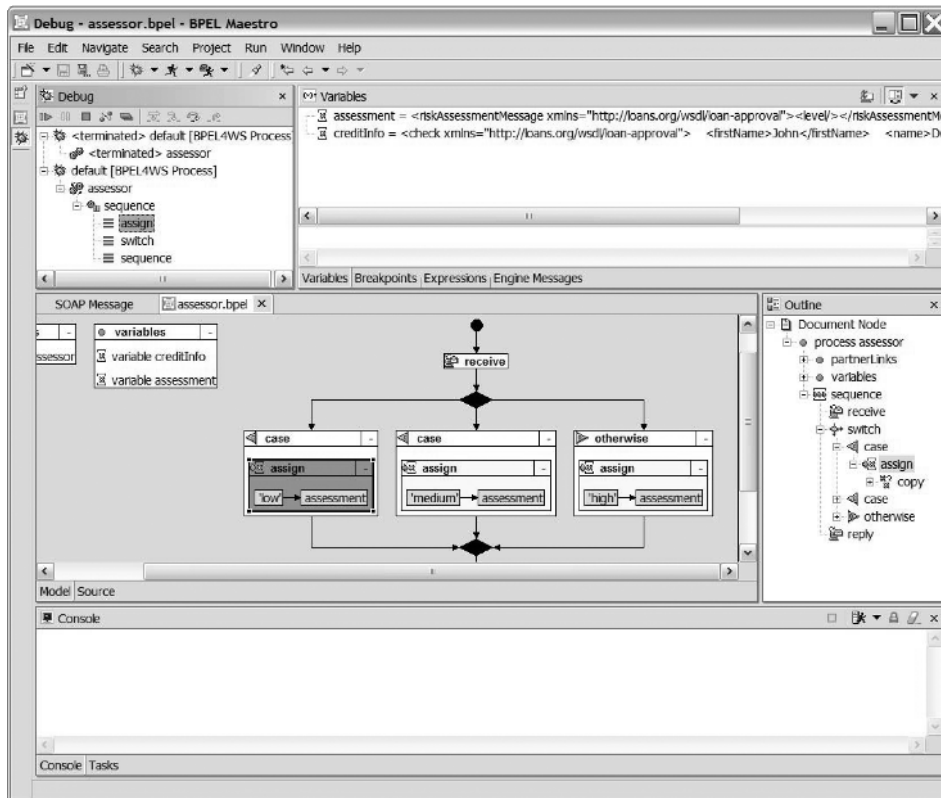 Debug - assessor.bpel - BPEL Maestro
File Edit Navigate Search Project Run Window Help
Debug
<terminated> default [BPEL4WS Process
<terminated> assessor
default [BPEL4WS Process]
assessor
sequence
assign
switch
sequence
Variables
assessment = <riskAssessmentMessage xmlns="http://loans.org/wsdl/loan-approval"><level/></riskAssessmentMe
creditInfo = <check xmlns="http://loans.org/wsdl/loan-approval"> <firstName>John</firstName> <name>D
Variables Breakpoints Expressions Engine Messages
SOAP Message assessor.bpel
s
assessor
variables
variable creditInfo
variable assessment
receive
case case otherwise
assign assign assign
'low' assessment 'medium' assessment 'high' assessment
Model Source
Outline
Document Node
process assessor
partnerLinks
variables
sequence
receive
switch
case
assign
copy
case
otherwise
reply
Console
Console Tasks